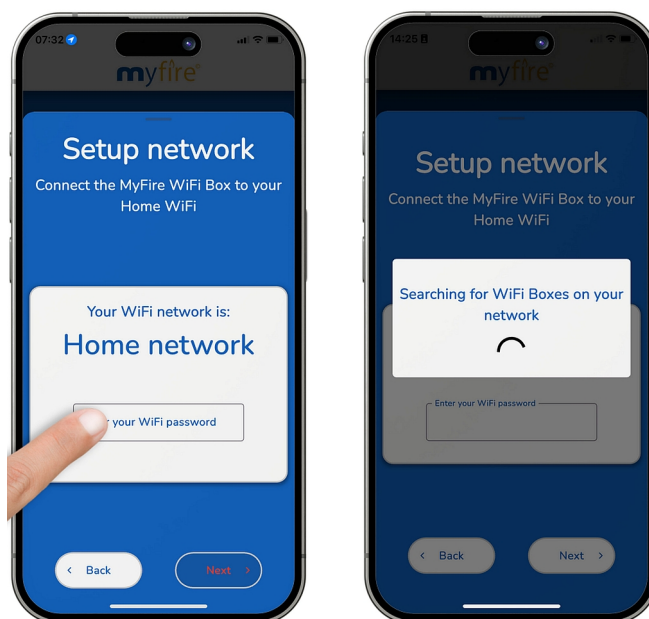 07:32
myfire®
Setup network
Connect the MyFire WiFi Box to your
Home WiFi
Your WiFi network is:
Home network
r your WiFi password
< Back
Next >
14:25
myfire®
Setup network
Connect the MyFire WiFi Box to your
Home WiFi
Searching for WiFi Boxes on your
network
Enter your WiFi password
< Back
Next >